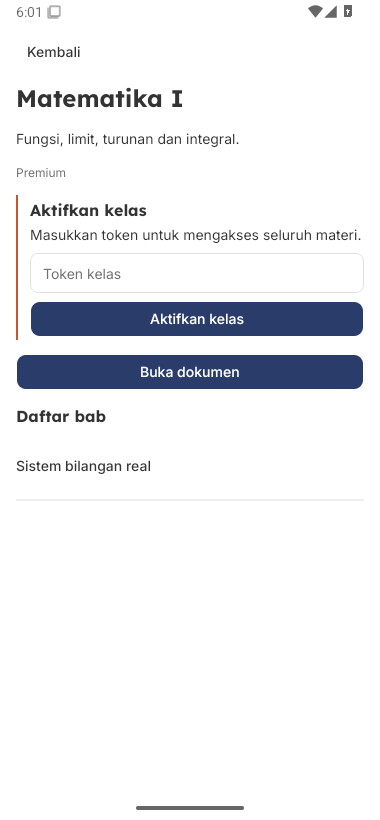 6:01
Kembali
Matematika I
Fungsi, limit, turunan dan integral.
Premium
Aktifkan kelas
Masukkan token untuk mengakses seluruh materi.
Token kelas
Aktifkan kelas
Buka dokumen
Daftar bab
Sistem bilangan real